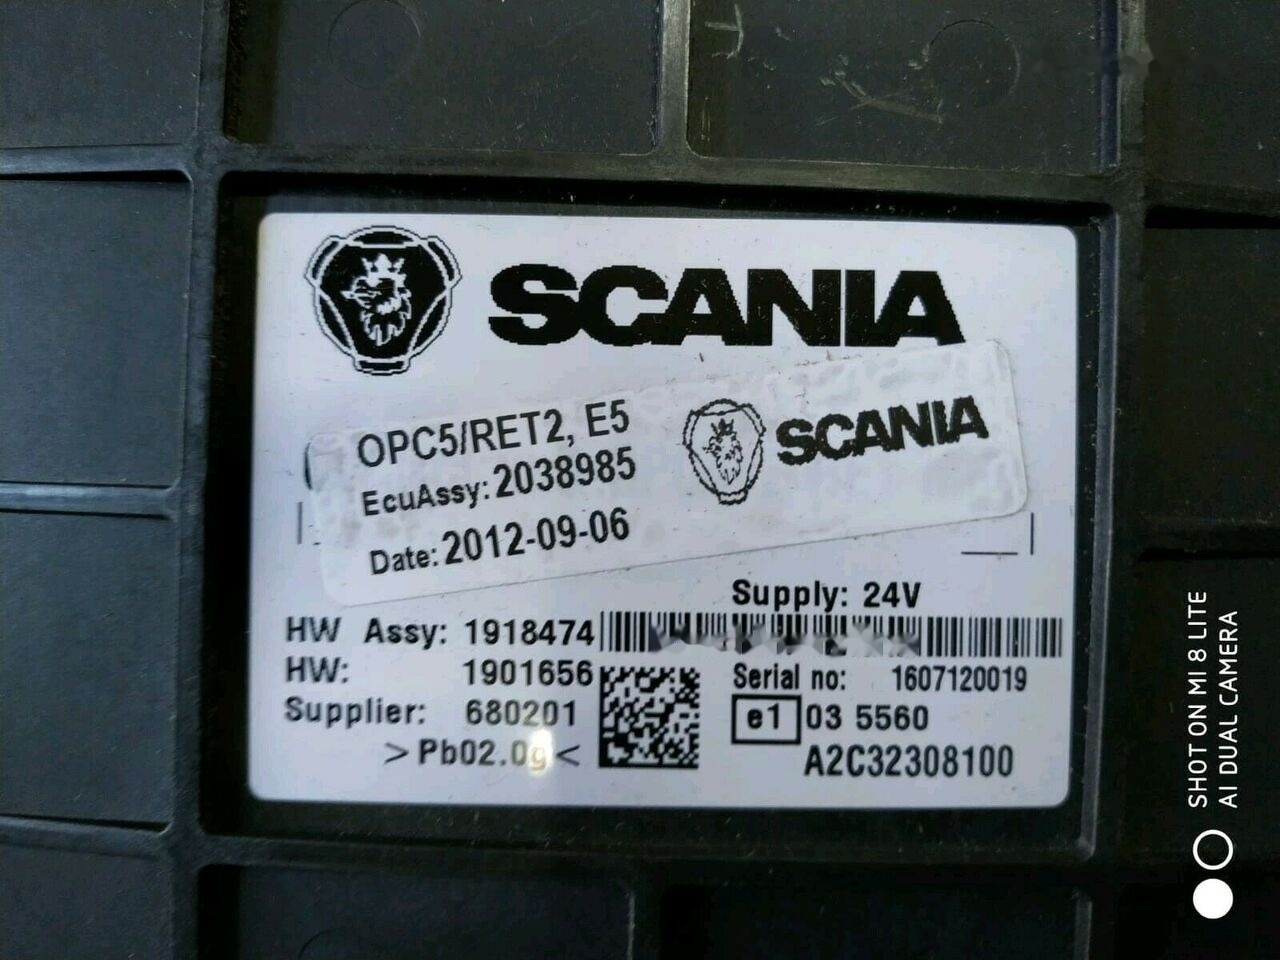 SCANIA
OPC5/RET2, E5
EcuAssy: 2038985
Date: 2012-09-06
SCANIA
Supply: 24V
HW Assy: 1918474
HW: 1901656
Serial no: 1607120019
Supplier: 680201
e1 03 5560
>Pb02.0g<
A2C32308100
SHOT ON MI 8 LITE
AI DUAL CAMERA